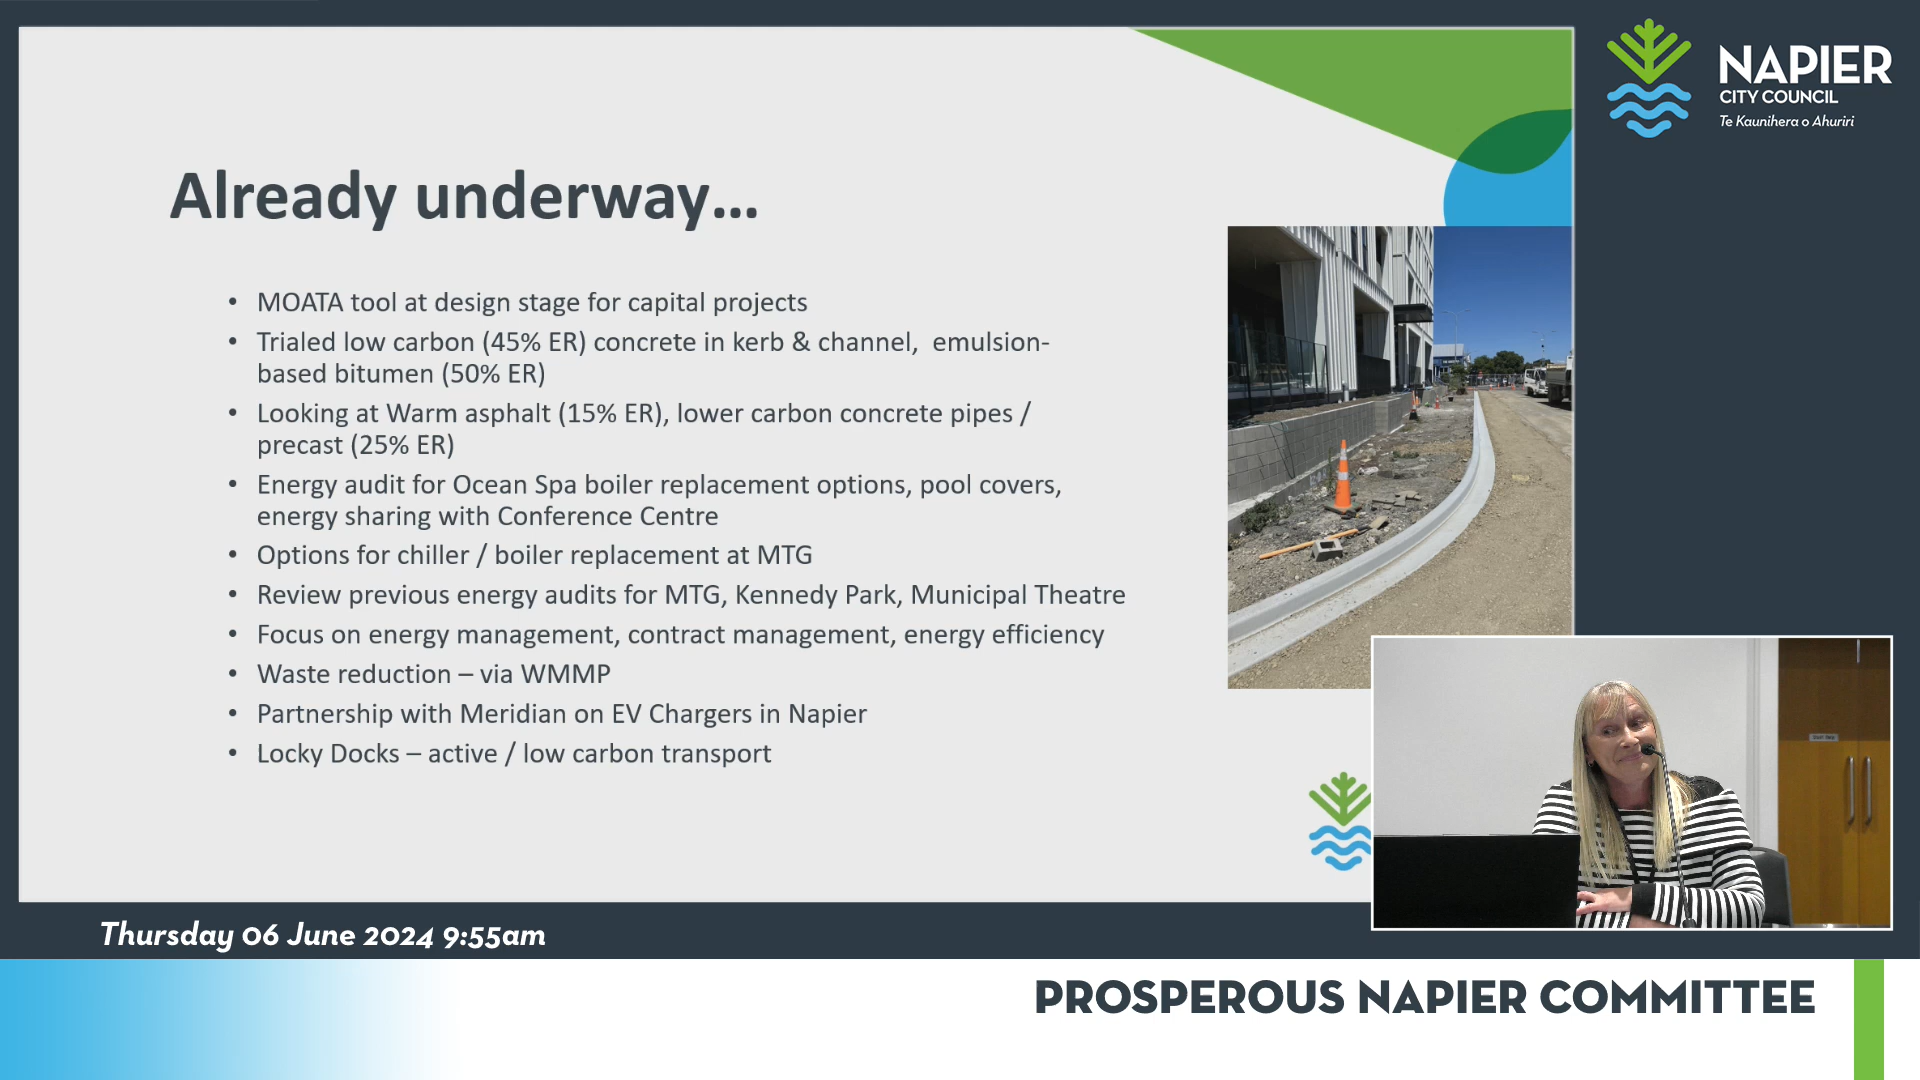 NAPIER
CITY COUNCIL
Te Kaunihera o Ahuriri
Already underway...
• MOATA tool at design stage for capital projects
• Trialed low carbon (45% ER) concrete in kerb & channel,  emulsion-
based bitumen (50% ER)
• Looking at Warm asphalt (15% ER), lower carbon concrete pipes /
precast (25% ER)
• Energy audit for Ocean Spa boiler replacement options, pool covers,
energy sharing with Conference Centre
• Options for chiller / boiler replacement at MTG
• Review previous energy audits for MTG, Kennedy Park, Municipal Theatre
• Focus on energy management, contract management, energy efficiency
• Waste reduction – via WMMP
• Partnership with Meridian on EV Chargers in Napier
• Locky Docks – active / low carbon transport
Thursday 06 June 2024 9:55am
PROSPEROUS NAPIER COMMITTEE